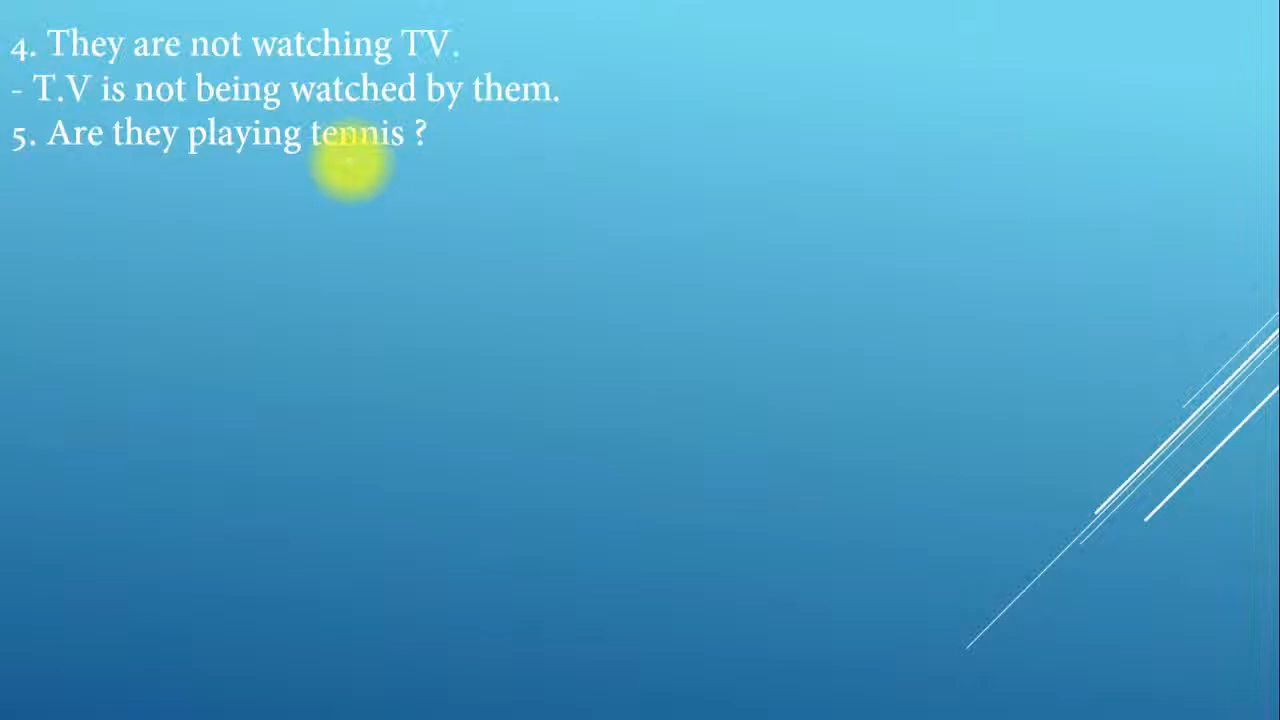 4. They are not watching TV.
- T.V is not being watched by them.
5. Are they playing tennis ?